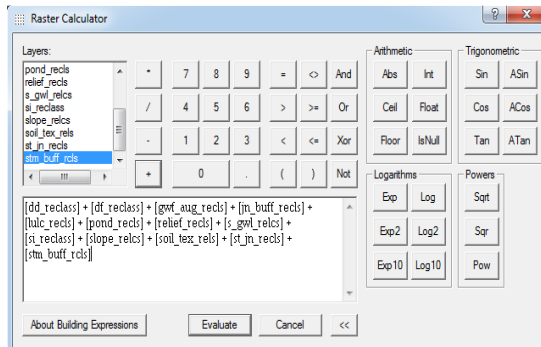 Raster Calculator
Layers:
pond_recls
relief_recls
s_gwl_relcs
si_reclass
slope_relcs
soil_tex_rels
st_jn_recls
stm_buff_rcls
* 7 8 9 = <> And
/ 4 5 6 > >= Or
- 1 2 3 < <= Xor
+ 0 . ( ) Not
Arithmetic
Abs Int
Ceil Float
Floor IsNull
Trigonometric
Sin ASin
Cos ACos
Tan ATan
Logarithms
Exp Log
Exp2 Log2
Exp10 Log10
Powers
Sqrt
Sqr
Pow
[dd_reclass] + [df_reclass] + [gwf_aug_recls] + [jn_buff_recls] +
[lulc_recls] + [pond_recls] + [relief_recls] + [s_gwl_relcs] +
[si_reclass] + [slope_relcs] + [soil_tex_rels] + [st_jn_recls] +
[stm_buff_rcls]
About Building Expressions Evaluate Cancel <<